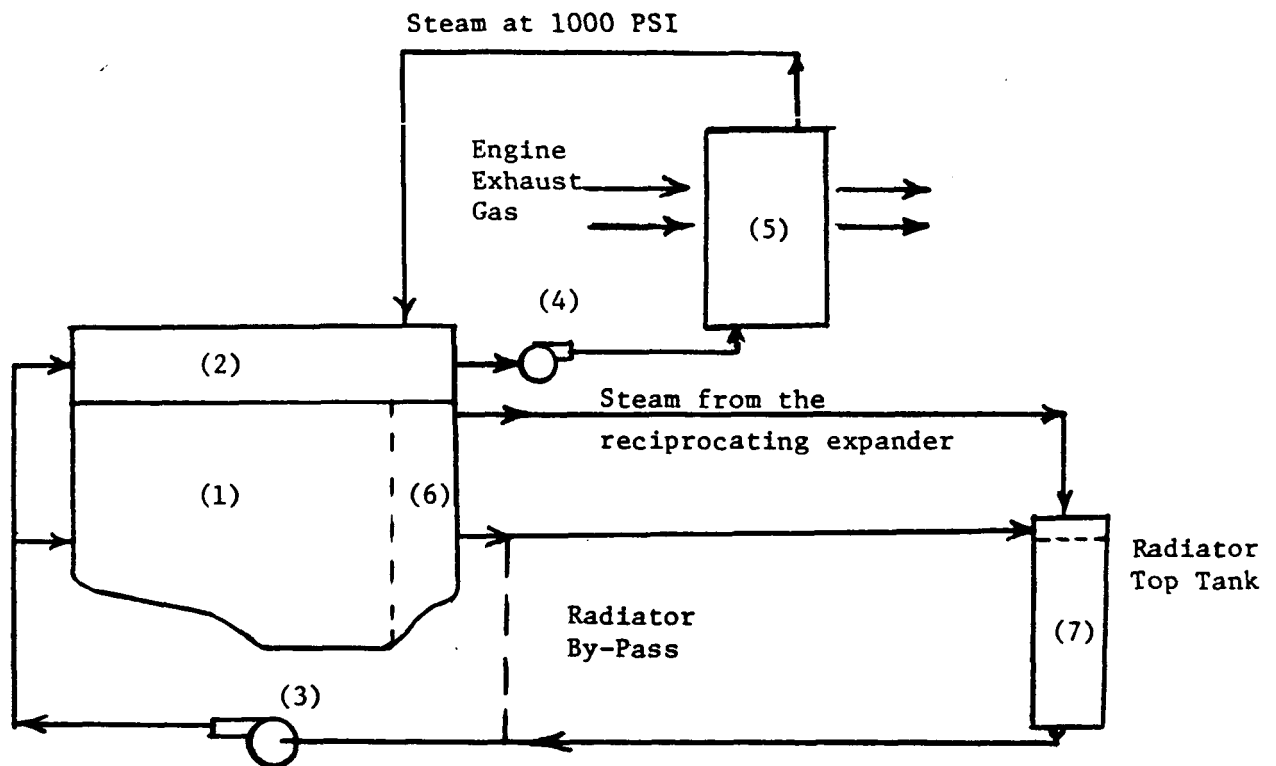 Steam at 1000 PSI
Engine
Exhaust
Gas
(5)
(4)
(2)
Steam from the
reciprocating expander
(1)
(6)
Radiator
Top Tank
Radiator
By-Pass
(7)
(3)